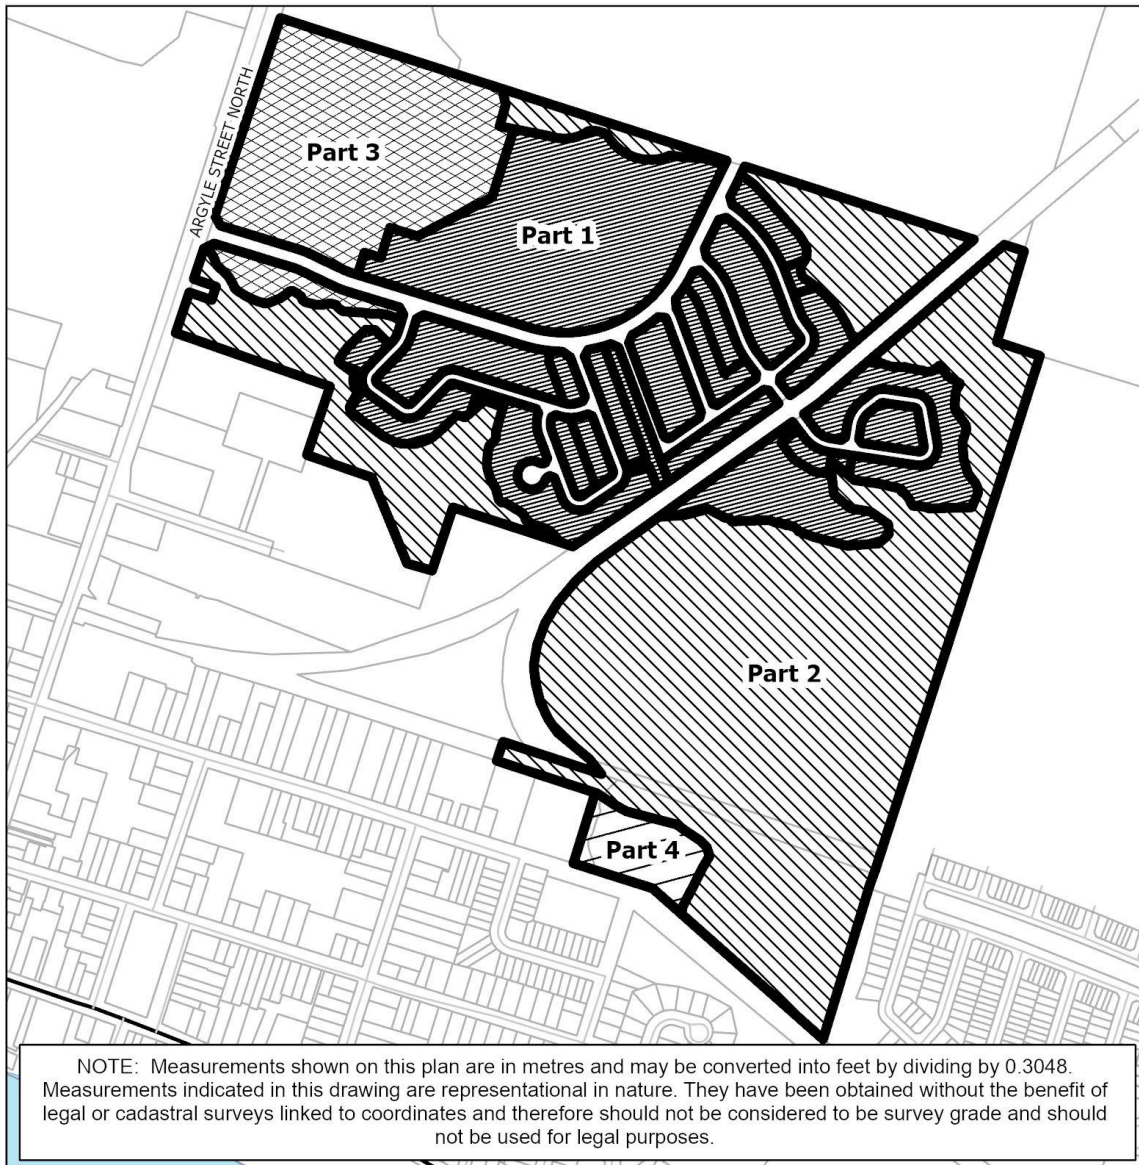 ARGYLE STREET NORTH
Part 3
Part 1
Part 2
Part 4
NOTE: Measurements shown on this plan are in metres and may be converted into feet by dividing by 0.3048.
Measurements indicated in this drawing are representational in nature. They have been obtained without the benefit of
legal or cadastral surveys linked to coordinates and therefore should not be considered to be survey grade and should
not be used for legal purposes.